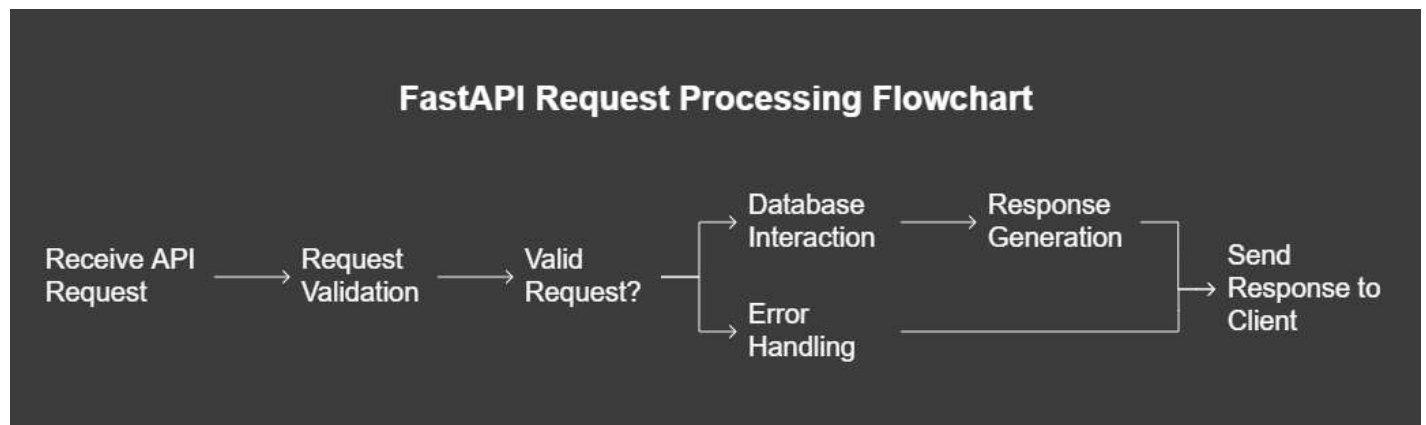 FastAPI Request Processing Flowchart
Receive API
Request
Request
Validation
Valid
Request?
Database
Interaction
Response
Generation
Error
Handling
Send
Response to
Client